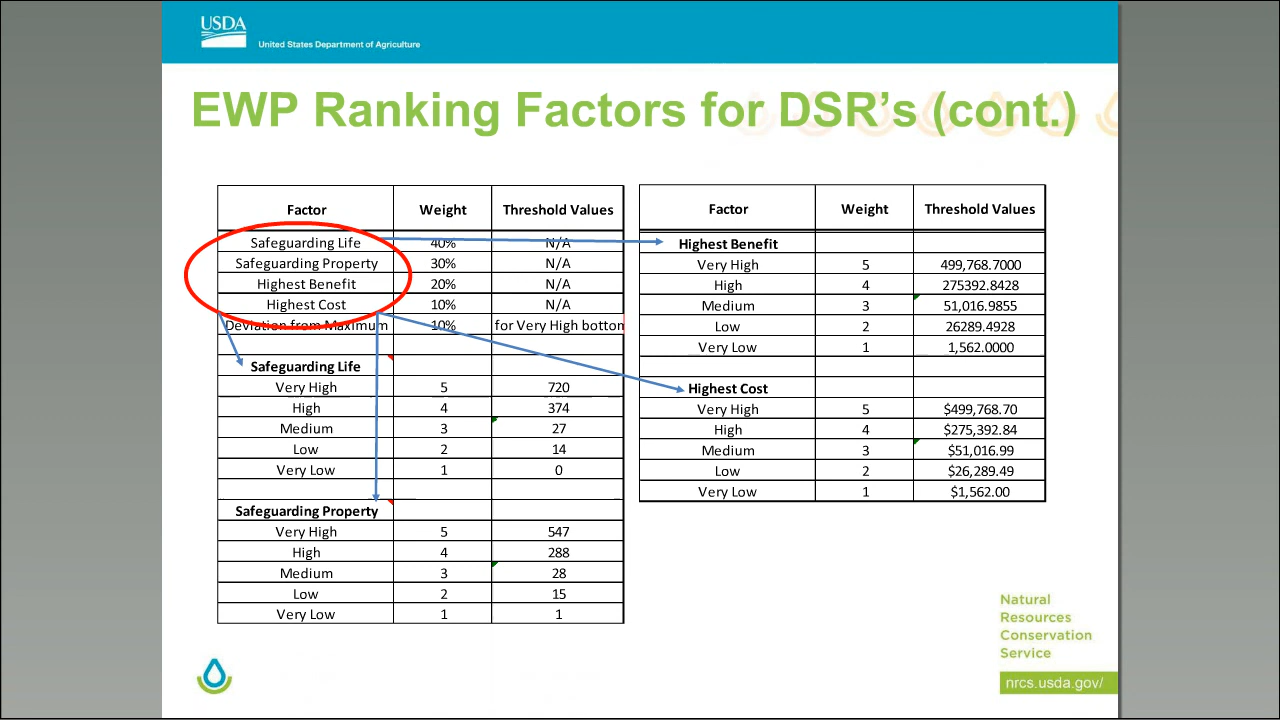 USDA
United States Department of Agriculture
EWP Ranking Factors for DSR's (cont.)
Factor Weight Threshold Values
Safeguarding Life 40% N/A
Safeguarding Property 30% N/A
Highest Benefit 20% N/A
Highest Cost 10% N/A
Deviation from Maximum 10% for Very High botton
Safeguarding Life
Very High 5 720
High 4 374
Medium 3 27
Low 2 14
Very Low 1 0
Safeguarding Property
Very High 5 547
High 4 288
Medium 3 28
Low 2 15
Very Low 1 1
Factor Weight Threshold Values
Highest Benefit
Very High 5 499,768.7000
High 4 275392.8428
Medium 3 51,016.9855
Low 2 26289.4928
Very Low 1 1,562.0000
Highest Cost
Very High 5 $499,768.70
High 4 $275,392.84
Medium 3 $51,016.99
Low 2 $26,289.49
Very Low 1 $1,562.00
Natural
Resources
Conservation
Service
nrcs.usda.gov/